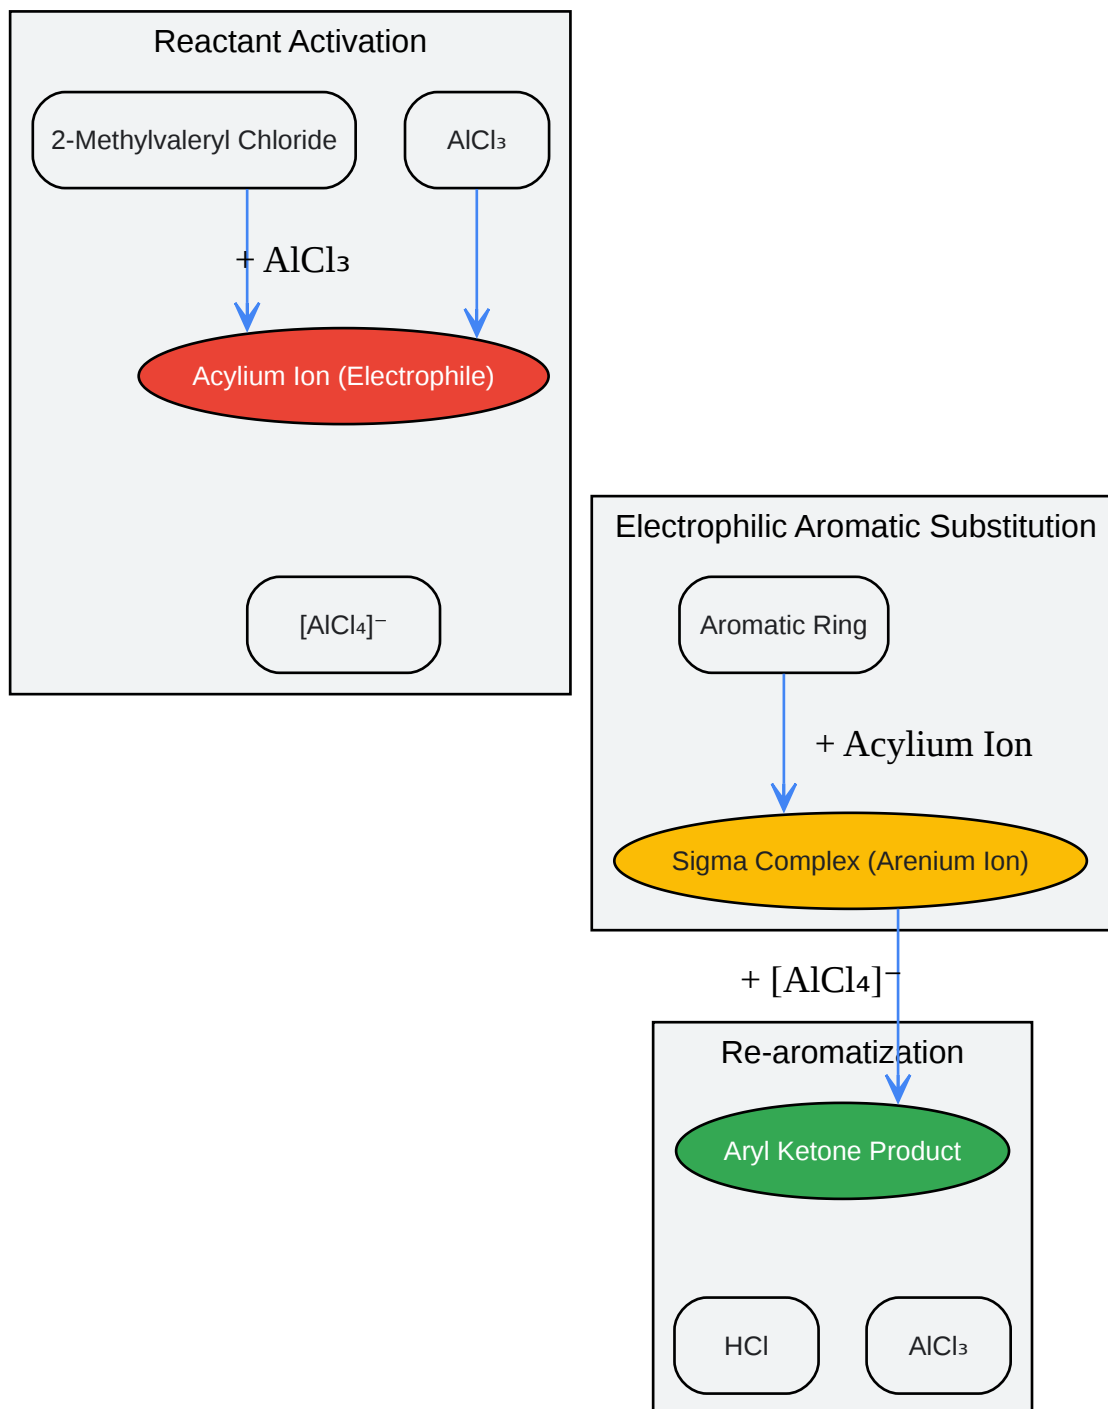 Reactant Activation
2-Methylvaleryl Chloride
AlCl₃
+ AlCl₃
Acylium Ion (Electrophile)
[AlCl₄]⁻
Electrophilic Aromatic Substitution
Aromatic Ring
+ Acylium Ion
Sigma Complex (Arenium Ion)
+ [AlCl₄]⁻
Re-aromatization
Aryl Ketone Product
HCl
AlCl₃